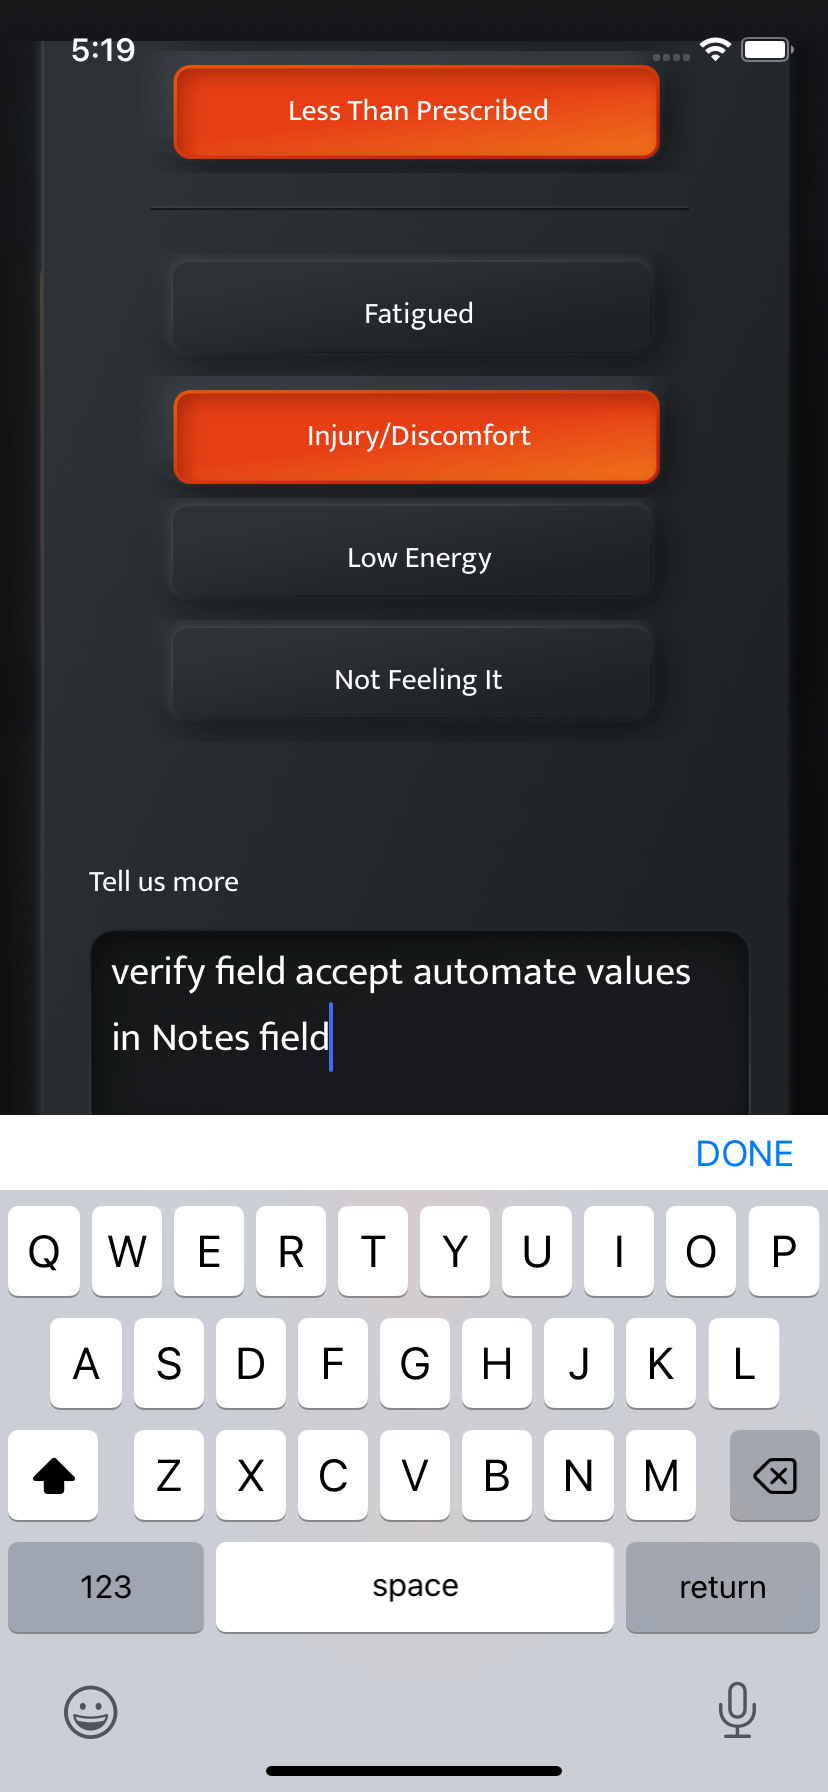 5:19
Less Than Prescribed
Fatigued
Injury/Discomfort
Low Energy
Not Feeling It
Tell us more
verify field accept automate values
in Notes field
DONE
Q W E R T Y U I O P
A S D F G H J K L
Z X C V B N M
123 space return